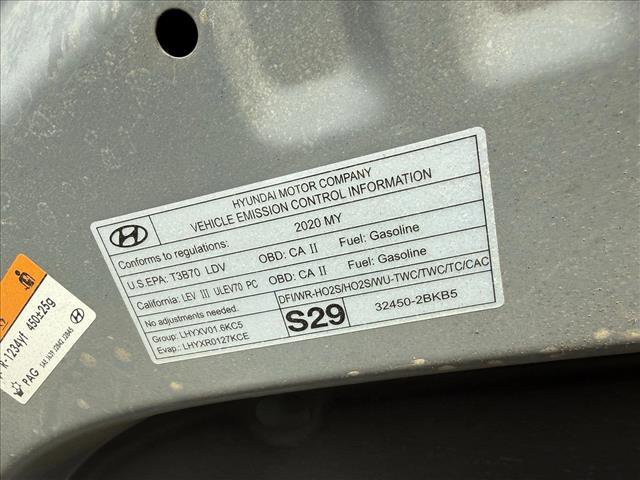 HYUNDAI MOTOR COMPANY
VEHICLE EMISSION CONTROL INFORMATION
Conforms to regulations: 2020 MY
U.S.EPA: T3B70 LDV OBD: CA II Fuel: Gasoline
California: LEV III ULEV70 PC OBD: CA II Fuel: Gasoline
No adjustments needed. DFI/WR-HO2S/HO2S/WU-TWC/TWC/TC/CAC
Group: LHYXV01.6KC5
Evap.: LHYXR0127KCE
S29
32450-2BKB5
R-1234yf 450±25g
PAG